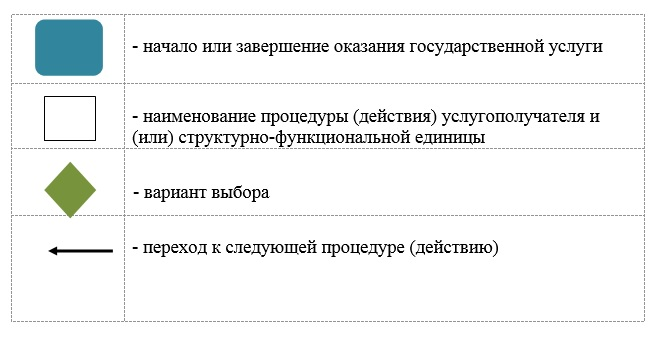 - начало или завершение оказания государственной услуги
- наименование процедуры (действия) услугополучателя и
(или) структурно-функциональной единицы
- вариант выбора
- переход к следующей процедуре (действию)